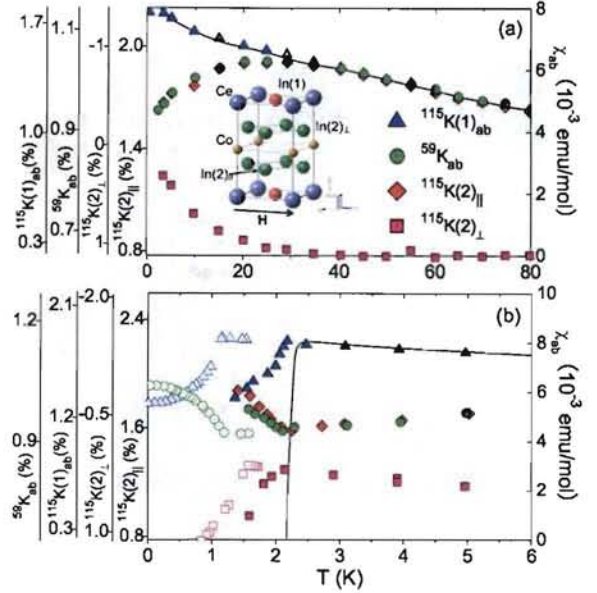 (a)
1.7
1.0
0.3
¹¹⁵K(1)ab(%)
1.1
0.9
0.7
⁵⁹Kab(%)
-1
0
1
¹¹⁵K(2)⊥(%)
2.0
1.4
0.8
¹¹⁵K(2)||(%)
In(1)
Ce
In(2)⊥
Co
In(2)||
H
¹¹⁵K(1)ab
⁵⁹Kab
¹¹⁵K(2)||
¹¹⁵K(2)⊥
8
6
4
2
0
χab (10⁻³ emu/mol)
0 20 40 60 80
(b)
1.2
0.9
⁵⁹Kab(%)
2.1
1.2
0.3
¹¹⁵K(1)ab(%)
-2.0
-0.5
1.0
¹¹⁵K(2)⊥(%)
2.4
1.6
0.8
¹¹⁵K(2)||(%)
10
8
6
4
2
0
χab (10⁻³ emu/mol)
0 1 2 3 4 5 6
T (K)